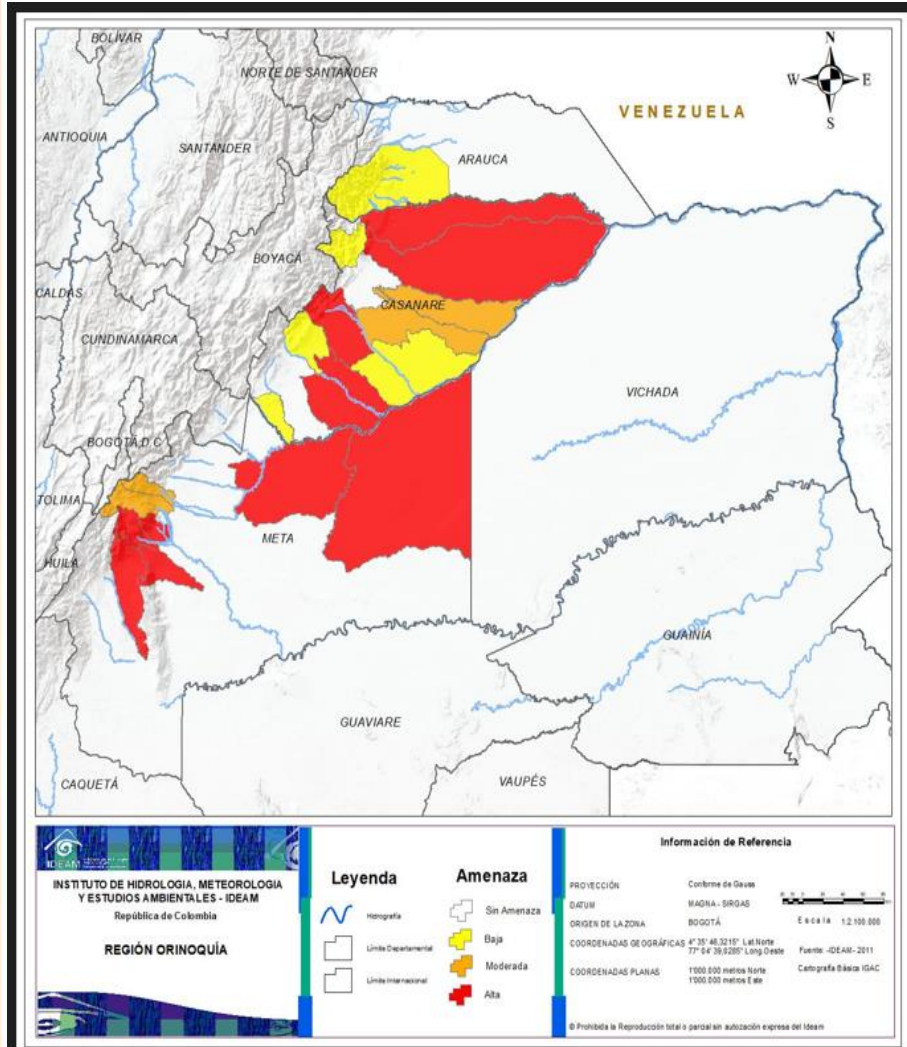 BOLÍVAR
NORTE DE SANTANDER
N
W E
S
VENEZUELA
ANTIOQUIA
SANTANDER
ARAUCA
BOYACÁ
CALDAS
CASANARE
CUNDINAMARCA
VICHADA
BOGOTÁ,D.C
TOLIMA
META
HUILA
GUAINÍA
GUAVIARE
CAQUETÁ
VAUPÉS
IDEAM
INSTITUTO DE HIDROLOGIA, METEOROLOGIA
Y ESTUDIOS AMBIENTALES - IDEAM
República de Colombia
REGIÓN ORINOQUÍA
Leyenda
Hidrografía
Límite Departamental
Límite Internacional
Amenaza
Sin Amenaza
Baja
Moderada
Alta
Información de Referencia
PROYECCIÓN Conforme de Gauss
DATUM MAGNA - SIRGAS
ORIGEN DE LA ZONA BOGOTÁ
COORDENADAS GEOGRÁFICAS 4° 35' 46,3215" Lat.Norte
77° 04' 39,0285" Long.Oeste
COORDENADAS PLANAS 1'000.000 metros Norte
1'000.000 metros Este
Escala 1:2.100.000
Fuente: -IDEAM- 2011
Cartografía Básica IGAC
© Prohibida la Reproducción total o parcial sin autozación expresa del Ideam